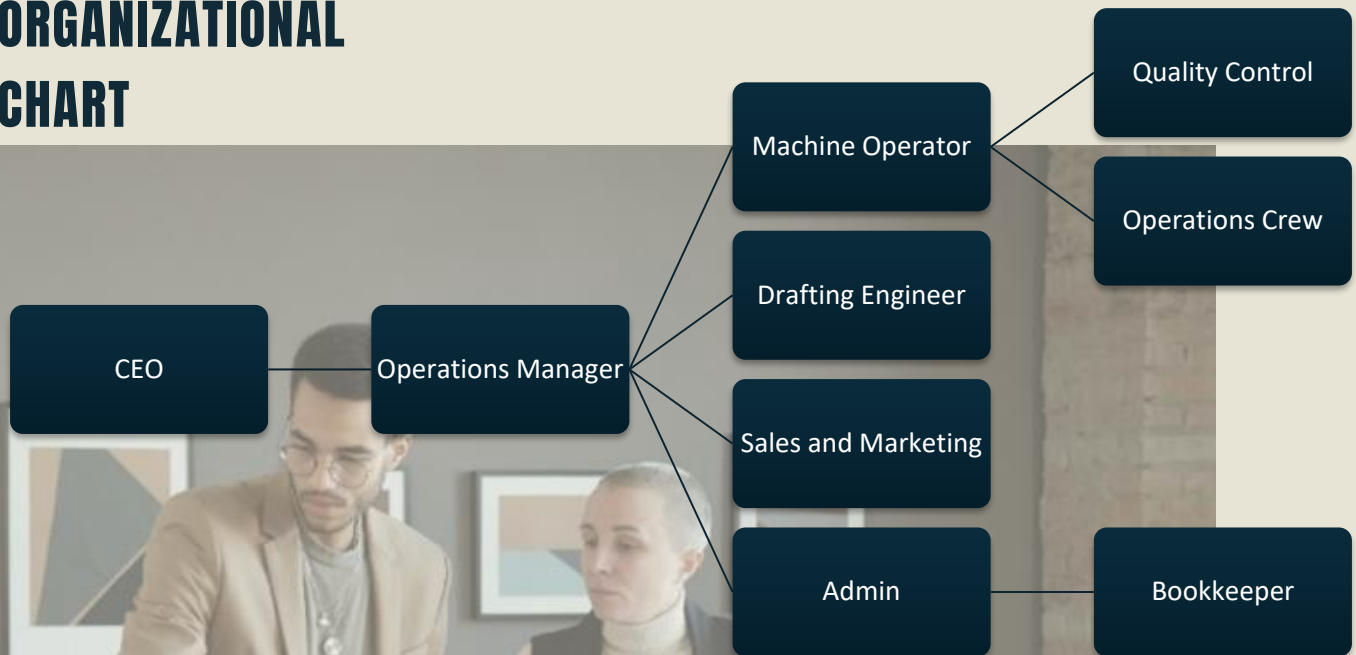 ORGANIZATIONAL
CHART
Quality Control
Machine Operator
Operations Crew
Drafting Engineer
CEO
Operations Manager
Sales and Marketing
Admin
Bookkeeper